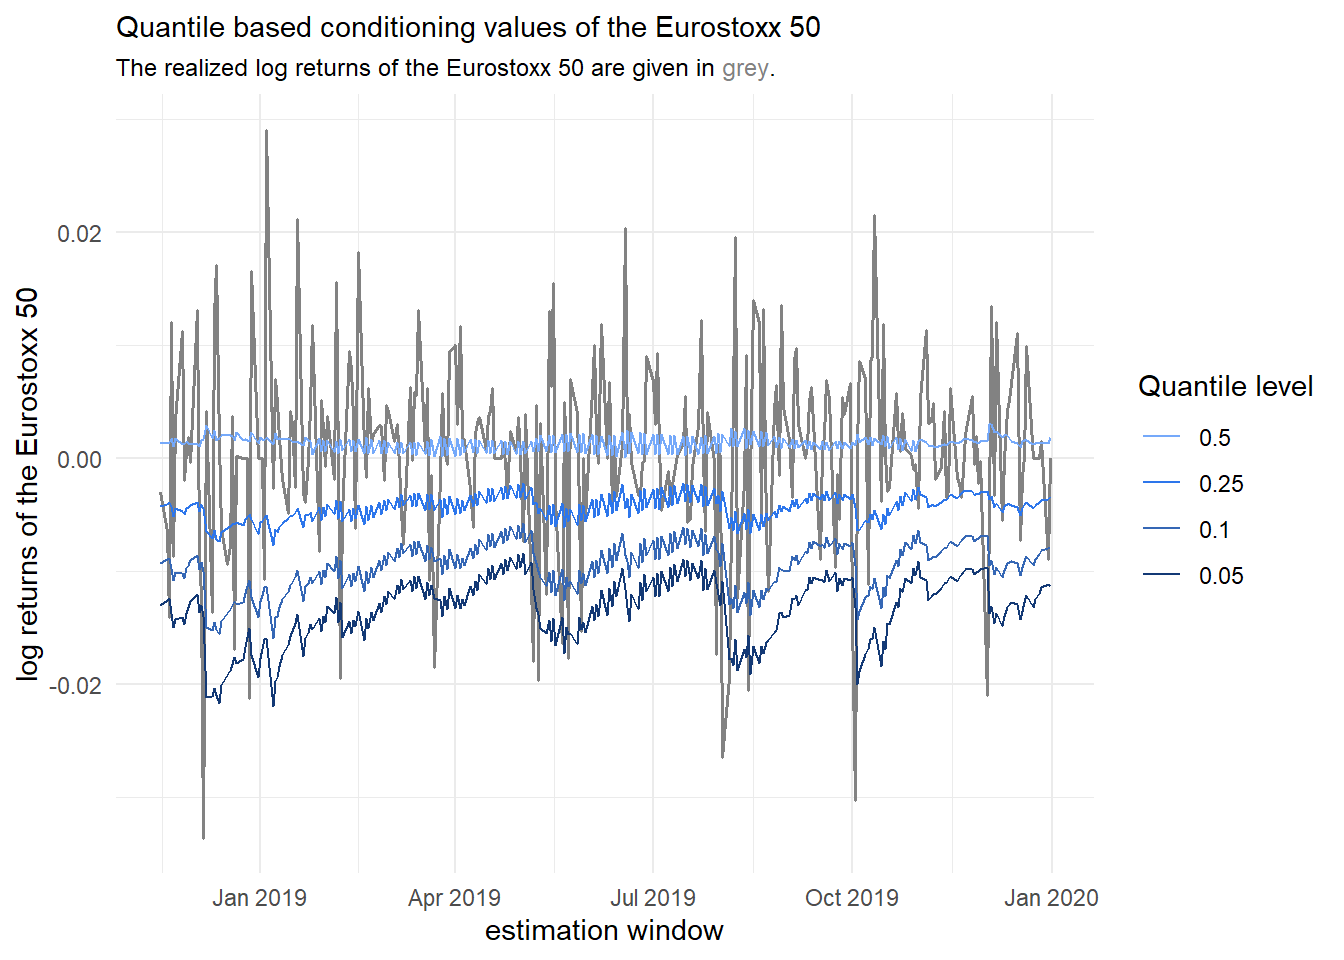 Quantile based conditioning values of the Eurostoxx 50
The realized log returns of the Eurostoxx 50 are given in grey.
log returns of the Eurostoxx 50
0.02
0.00
-0.02
Jan 2019
Apr 2019
Jul 2019
Oct 2019
Jan 2020
estimation window
Quantile level
0.5
0.25
0.1
0.05